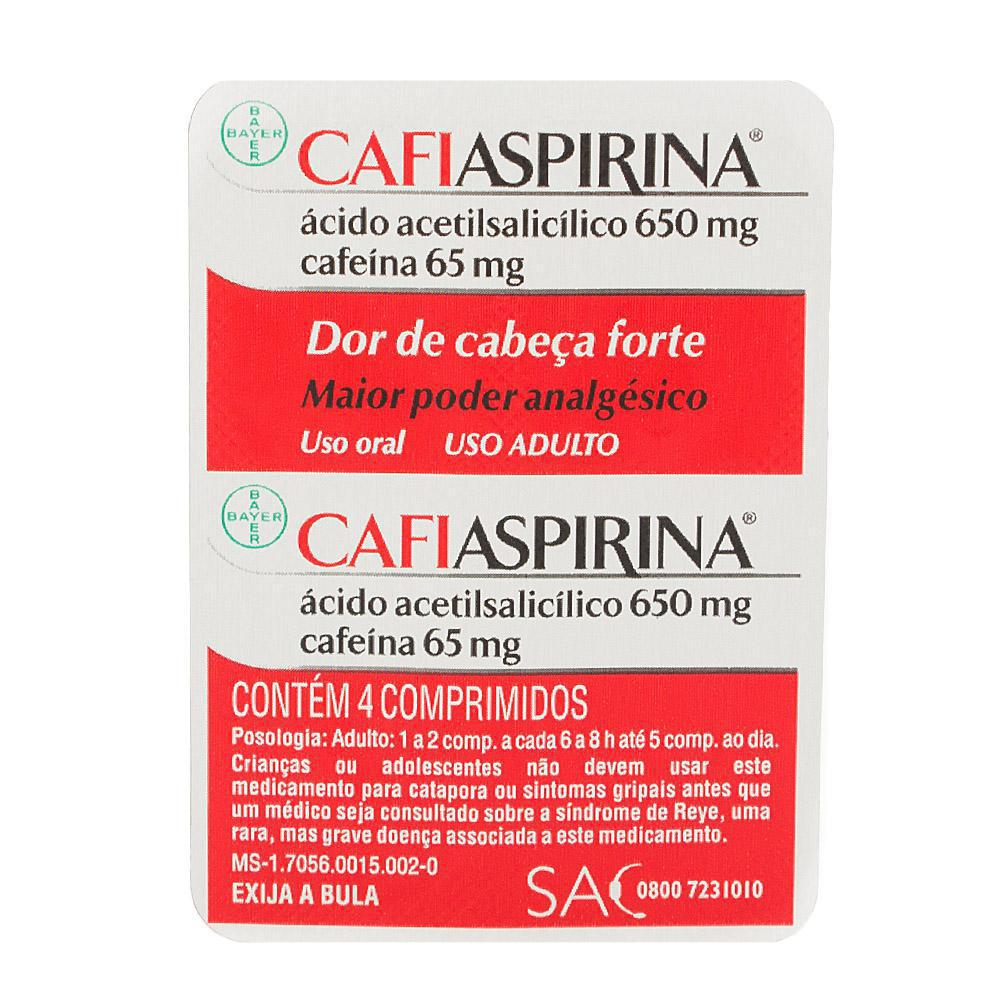 BAYER
BAYER
CAFIASPIRINA®
ácido acetilsalicílico 650 mg
cafeína 65 mg
Dor de cabeça forte
Maior poder analgésico
Uso oral USO ADULTO
BAYER
BAYER
CAFIASPIRINA®
ácido acetilsalicílico 650 mg
cafeína 65 mg
CONTÉM 4 COMPRIMIDOS
Posologia: Adulto: 1 a 2 comp. a cada 6 a 8 h até 5 comp. ao dia.
Crianças ou adolescentes não devem usar este
medicamento para catapora ou sintomas gripais antes que
um médico seja consultado sobre a síndrome de Reye, uma
rara, mas grave doença associada a este medicamento.
MS-1.7056.0015.002-0
EXIJA A BULA
SAC 0800 7231010